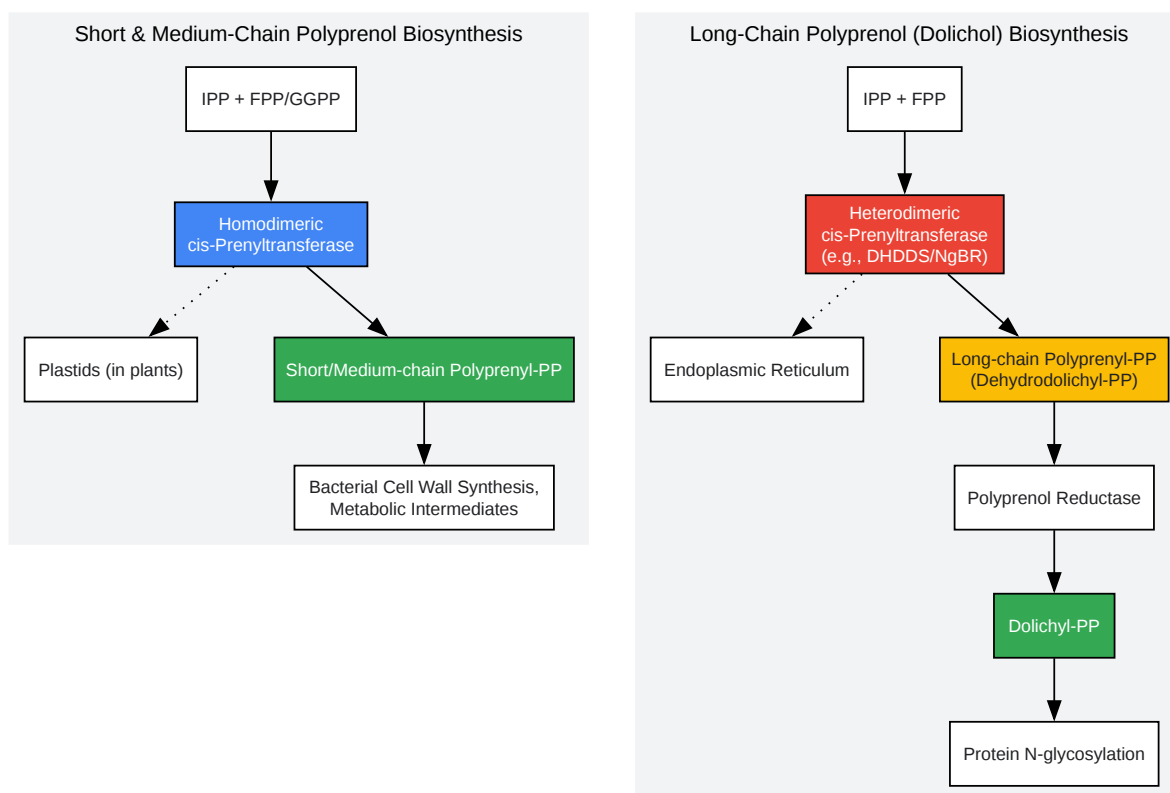 Short & Medium-Chain Polyprenol Biosynthesis
IPP + FPP/GGPP
Homodimeric
cis-Prenyltransferase
Plastids (in plants)
Short/Medium-chain Polyprenyl-PP
Bacterial Cell Wall Synthesis,
Metabolic Intermediates
Long-Chain Polyprenol (Dolichol) Biosynthesis
IPP + FPP
Heterodimeric
cis-Prenyltransferase
(e.g., DHDDS/NgBR)
Endoplasmic Reticulum
Long-chain Polyprenyl-PP
(Dehydrodolichyl-PP)
Polyprenol Reductase
Dolichyl-PP
Protein N-glycosylation